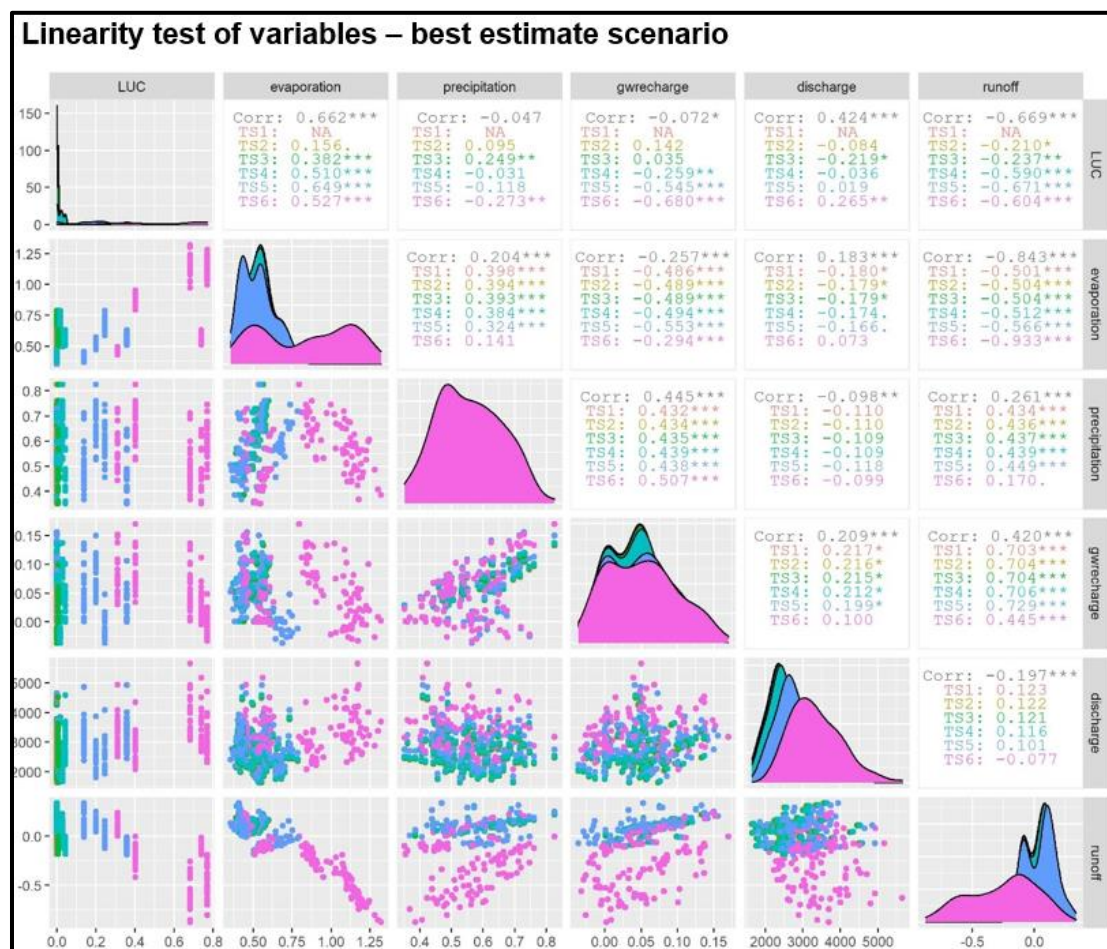 Linearity test of variables – best estimate scenario
LUC evaporation precipitation gwrecharge discharge runoff
150-
100-
50-
0-
Corr: 0.662***
TS1: NA
TS2: 0.156.
TS3: 0.382***
TS4: 0.510***
TS5: 0.649***
TS6: 0.527***
Corr: -0.047
TS1: NA
TS2: 0.095
TS3: 0.249**
TS4: -0.031
TS5: -0.118
TS6: -0.273**
Corr: -0.072*
TS1: NA
TS2: 0.142
TS3: 0.035
TS4: -0.259**
TS5: -0.545***
TS6: -0.680***
Corr: 0.424***
TS1: NA
TS2: -0.084
TS3: -0.219*
TS4: -0.036
TS5: 0.019
TS6: 0.265**
Corr: -0.669***
TS1: NA
TS2: -0.210*
TS3: -0.237**
TS4: -0.590***
TS5: -0.671***
TS6: -0.604***
LUC
1.25-
1.00-
0.75-
0.50-
Corr: 0.204***
TS1: 0.398***
TS2: 0.394***
TS3: 0.393***
TS4: 0.384***
TS5: 0.324***
TS6: 0.141
Corr: -0.257***
TS1: -0.486***
TS2: -0.489***
TS3: -0.489***
TS4: -0.494***
TS5: -0.553***
TS6: -0.294***
Corr: 0.183***
TS1: -0.180*
TS2: -0.179*
TS3: -0.179*
TS4: -0.174.
TS5: -0.166.
TS6: 0.073
Corr: -0.843***
TS1: -0.501***
TS2: -0.504***
TS3: -0.504***
TS4: -0.512***
TS5: -0.566***
TS6: -0.933***
evaporation
0.8-
0.7-
0.6-
0.5-
0.4-
Corr: 0.445***
TS1: 0.432***
TS2: 0.434***
TS3: 0.435***
TS4: 0.439***
TS5: 0.438***
TS6: 0.507***
Corr: -0.098**
TS1: -0.110
TS2: -0.110
TS3: -0.109
TS4: -0.109
TS5: -0.118
TS6: -0.099
Corr: 0.261***
TS1: 0.434***
TS2: 0.436***
TS3: 0.437***
TS4: 0.439***
TS5: 0.449***
TS6: 0.170.
precipitation
0.15-
0.10-
0.05-
0.00-
Corr: 0.209***
TS1: 0.217*
TS2: 0.216*
TS3: 0.215*
TS4: 0.212*
TS5: 0.199*
TS6: 0.100
Corr: 0.420***
TS1: 0.703***
TS2: 0.704***
TS3: 0.704***
TS4: 0.706***
TS5: 0.729***
TS6: 0.445***
gwrecharge
5000-
4000-
3000-
2000-
Corr: -0.197***
TS1: 0.123
TS2: 0.122
TS3: 0.121
TS4: 0.116
TS5: 0.101
TS6: -0.077
discharge
0.0-
-0.5-
runoff
0.0 0.2 0.4 0.6 0.8 0.50 0.75 1.00 1.25 0.4 0.5 0.6 0.7 0.8 0.00 0.05 0.10 0.15 2000 3000 4000 5000 -0.5 0.0